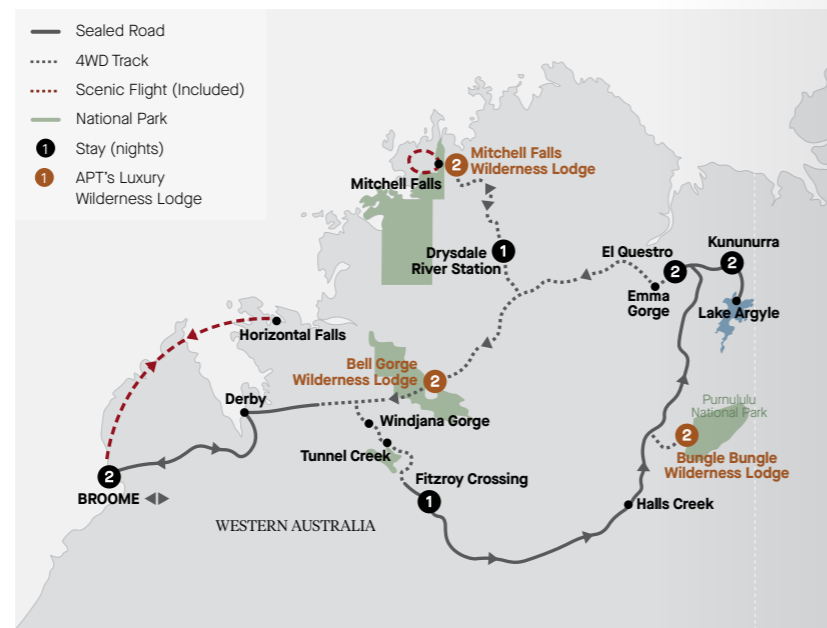 Sealed Road
4WD Track
Scenic Flight (Included)
National Park
1 Stay (nights)
1 APT's Luxury
Wilderness Lodge
2 Mitchell Falls
Wilderness Lodge
Mitchell Falls
Drysdale 1
River Station
El Questro 2
Kununurra
2
Emma
Gorge
Lake Argyle
Horizontal Falls
Bell Gorge
Wilderness Lodge 2
Derby
Windjana Gorge
Tunnel Creek
Purnululu
National Park
2
Bungle Bungle
Wilderness Lodge
Fitzroy Crossing
1
2
BROOME
Halls Creek
WESTERN AUSTRALIA